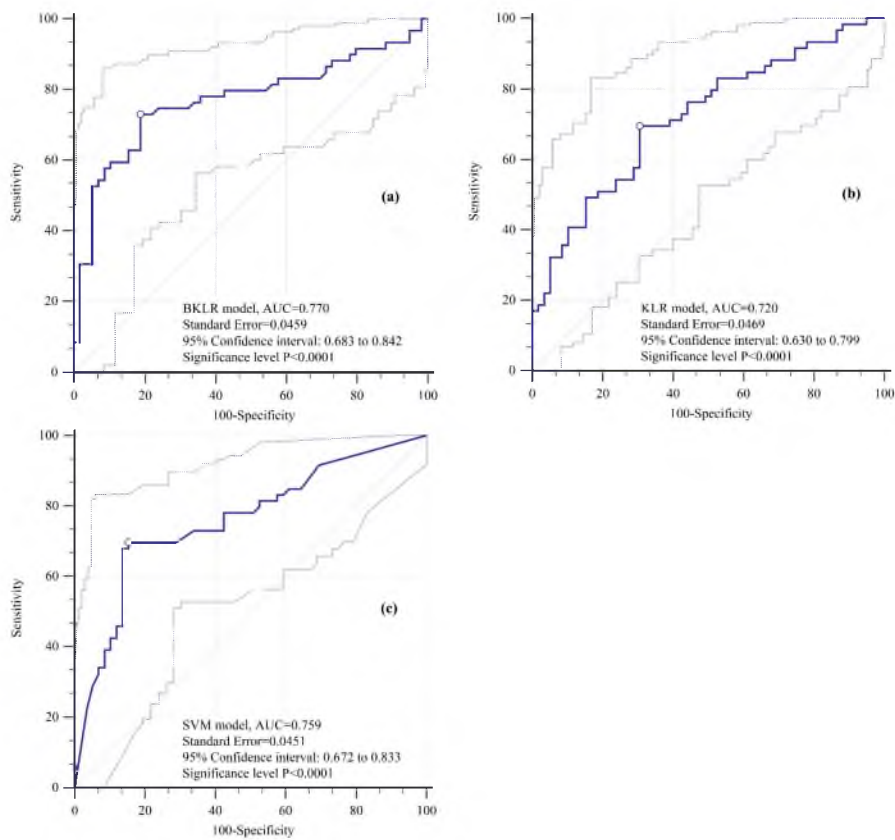 100
80
60
40
20
0
Sensitivity
(a)
BKLR model, AUC=0.770
Standard Error=0.0459
95% Confidence interval: 0.683 to 0.842
Significance level P<0.0001
0 20 40 60 80 100
100-Specificity
100
80
60
40
20
0
Sensitivity
(b)
KLR model, AUC=0.720
Standard Error=0.0469
95% Confidence interval: 0.630 to 0.799
Significance level P<0.0001
0 20 40 60 80 100
100-Specificity
100
80
60
40
20
0
Sensitivity
(c)
SVM model, AUC=0.759
Standard Error=0.0451
95% Confidence interval: 0.672 to 0.833
Significance level P<0.0001
0 20 40 60 80 100
100-Specificity